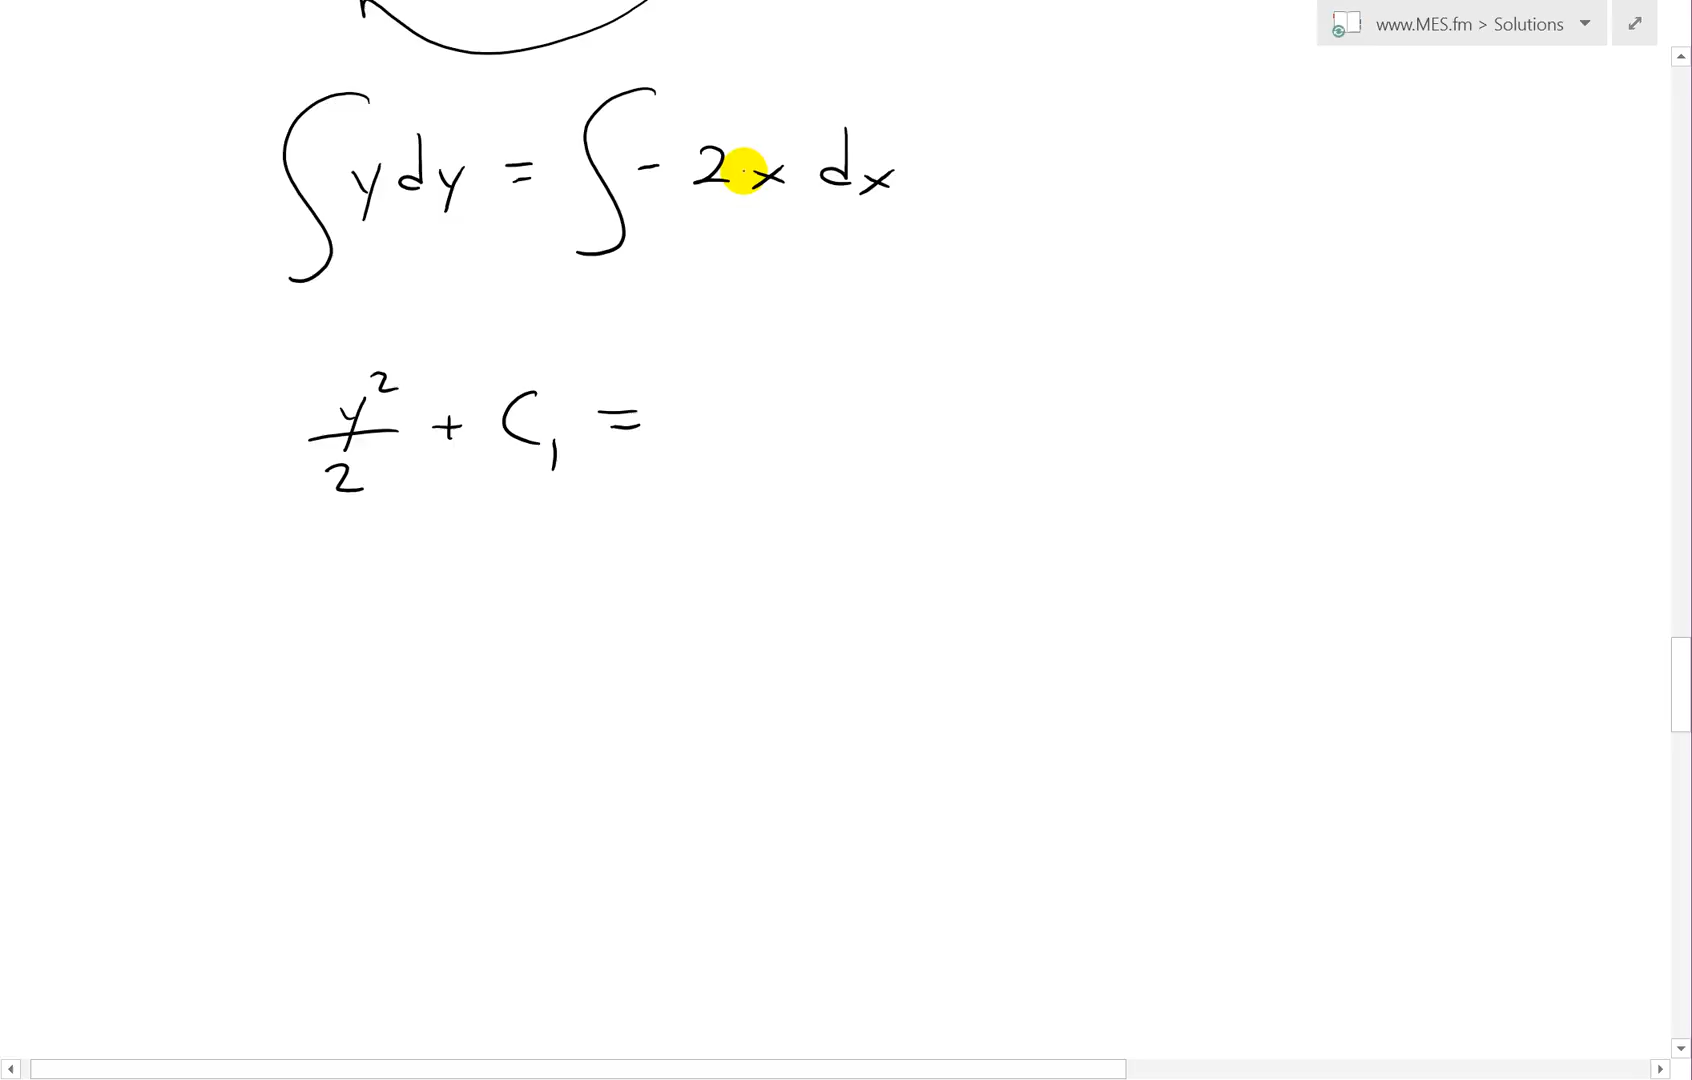 www.MES.fm > Solutions
∫ y dy = ∫ - 2x dx
y²/2 + C₁ =